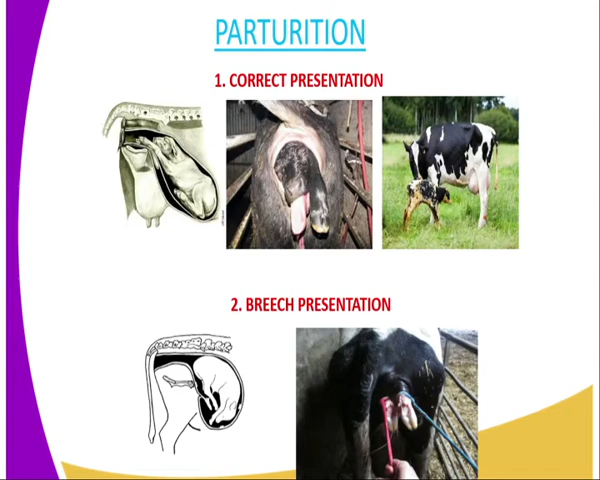 PARTURITION
1. CORRECT PRESENTATION
2. BREECH PRESENTATION